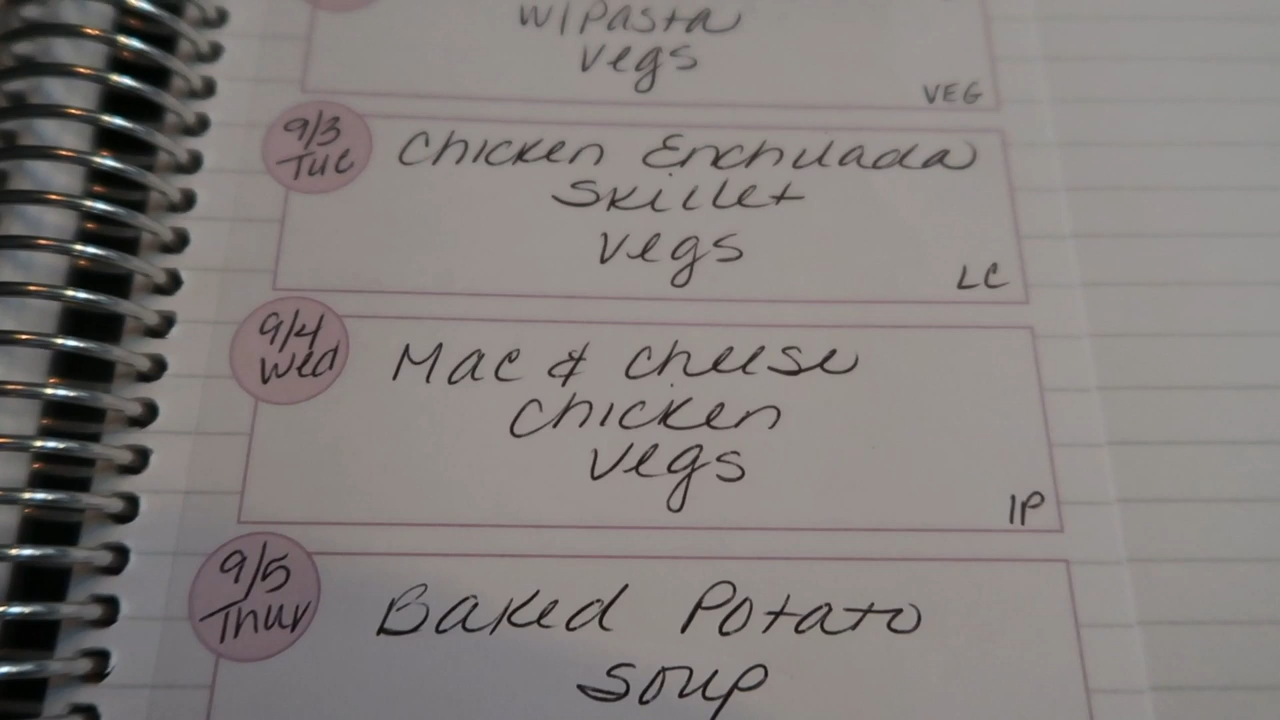 w/Pasta
vegs
VEG
9/3
Tue
Chicken Enchilada
Skillet
vegs
LC
9/4
Wed
Mac & cheese
chicken
vegs
IP
9/5
Thur
Baked Potato
Soup